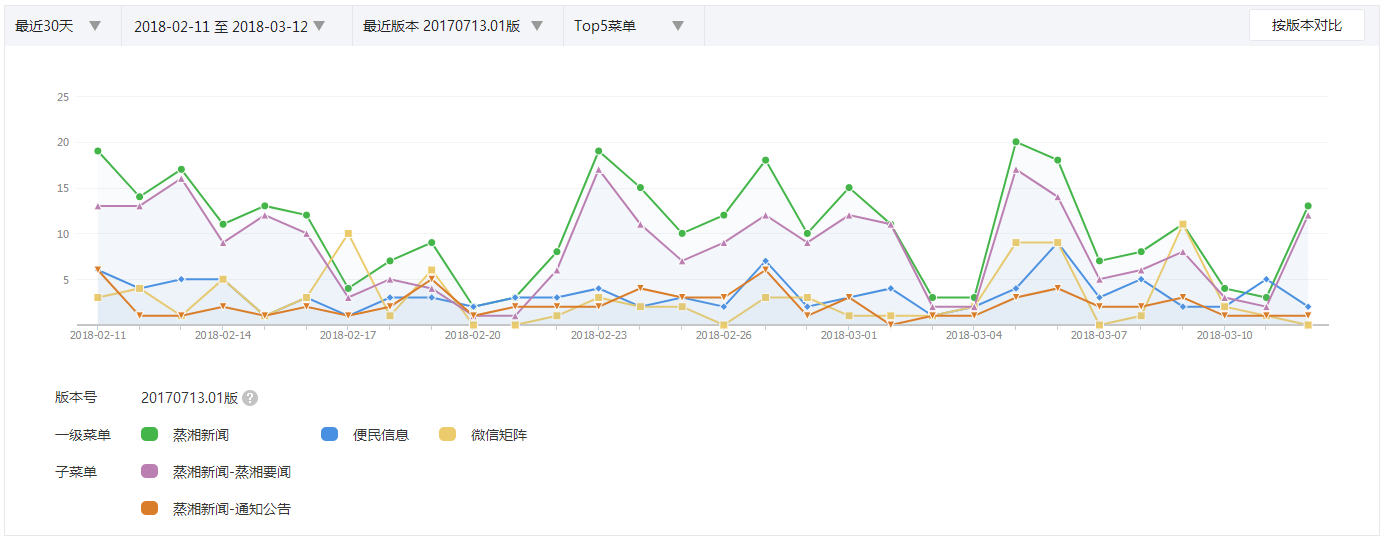 最近30天 2018-02-11 至 2018-03-12 最近版本 20170713.01版 Top5菜单 按版本对比
25
20
15
10
5
2018-02-11 2018-02-14 2018-02-17 2018-02-20 2018-02-23 2018-02-26 2018-03-01 2018-03-04 2018-03-07 2018-03-10
版本号 20170713.01版 ?
一级菜单 蒸湘新闻 便民信息 微信矩阵
子菜单 蒸湘新闻-蒸湘要闻
蒸湘新闻-通知公告